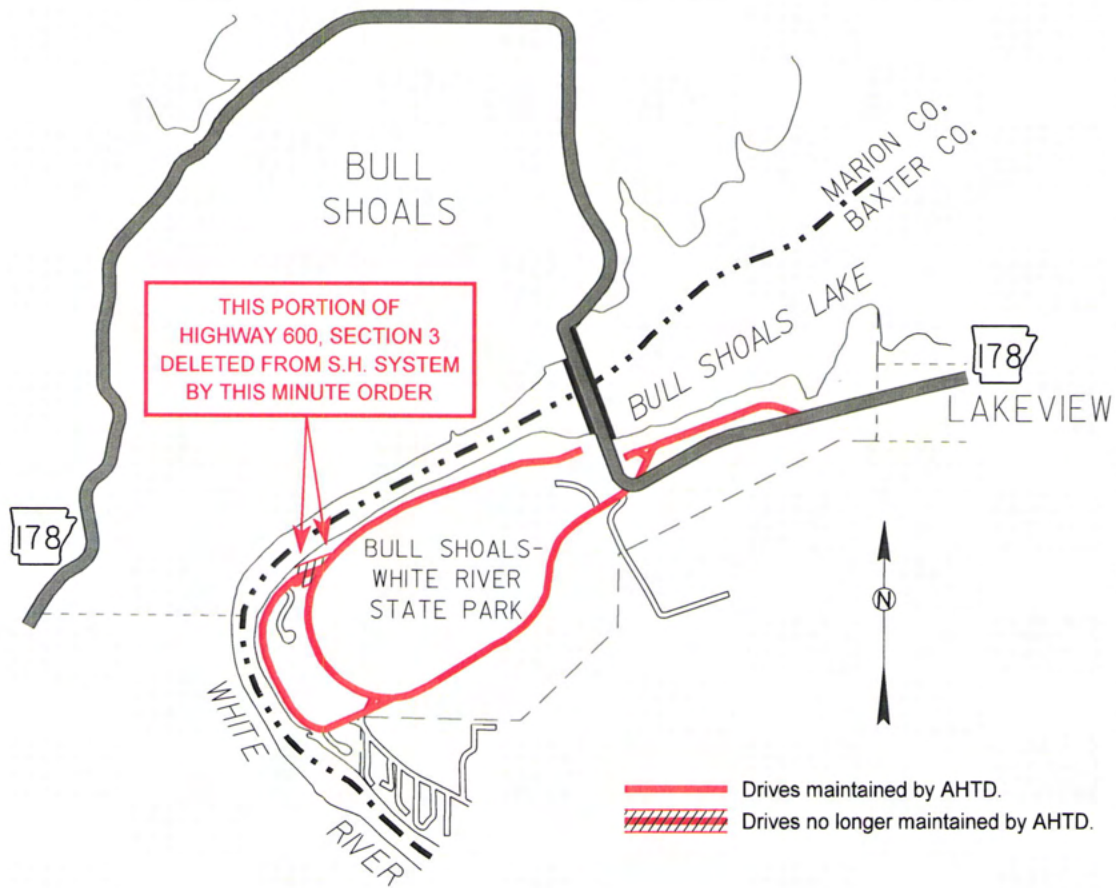 BULL
SHOALS
MARION CO.
BAXTER CO.
THIS PORTION OF
HIGHWAY 600, SECTION 3
DELETED FROM S.H. SYSTEM
BY THIS MINUTE ORDER
BULL SHOALS LAKE
178
LAKEVIEW
178
BULL SHOALS-
WHITE RIVER
STATE PARK
N
WHITE
RIVER
Drives maintained by AHTD.
Drives no longer maintained by AHTD.